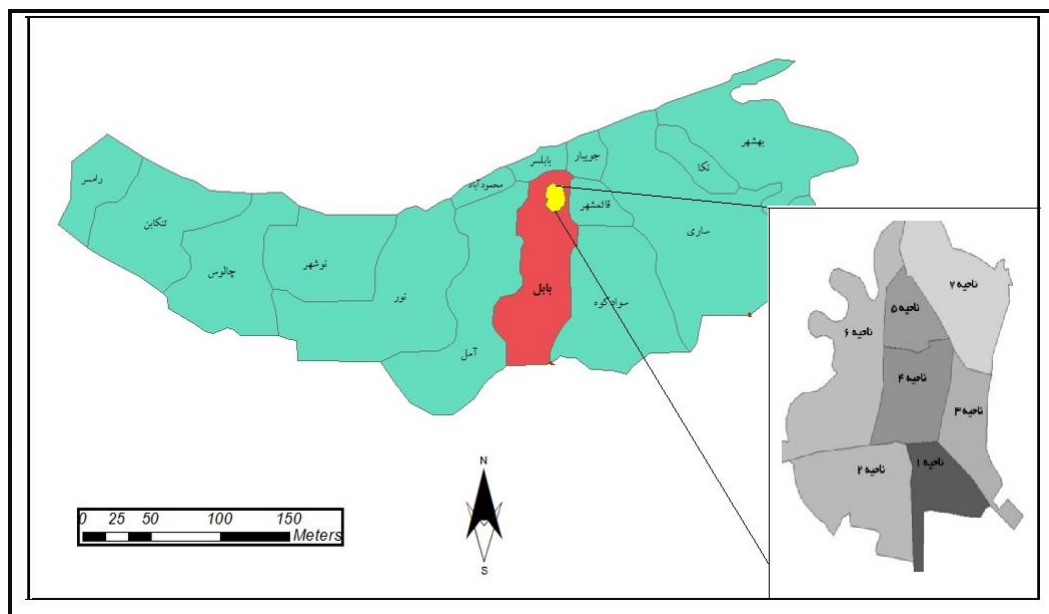 بهشهر
نکا
جویبار
بابلسر
محمودآباد
قائمشهر
ساری
رامسر
تنکابن
چالوس
نوشهر
نور
آمل
بابل
سوادکوه
ناحیه ۷
ناحیه ۵
ناحیه ۶
ناحیه ۴
ناحیه ۳
ناحیه ۲
ناحیه ۱
N
S
0 25 50 100 150
Meters